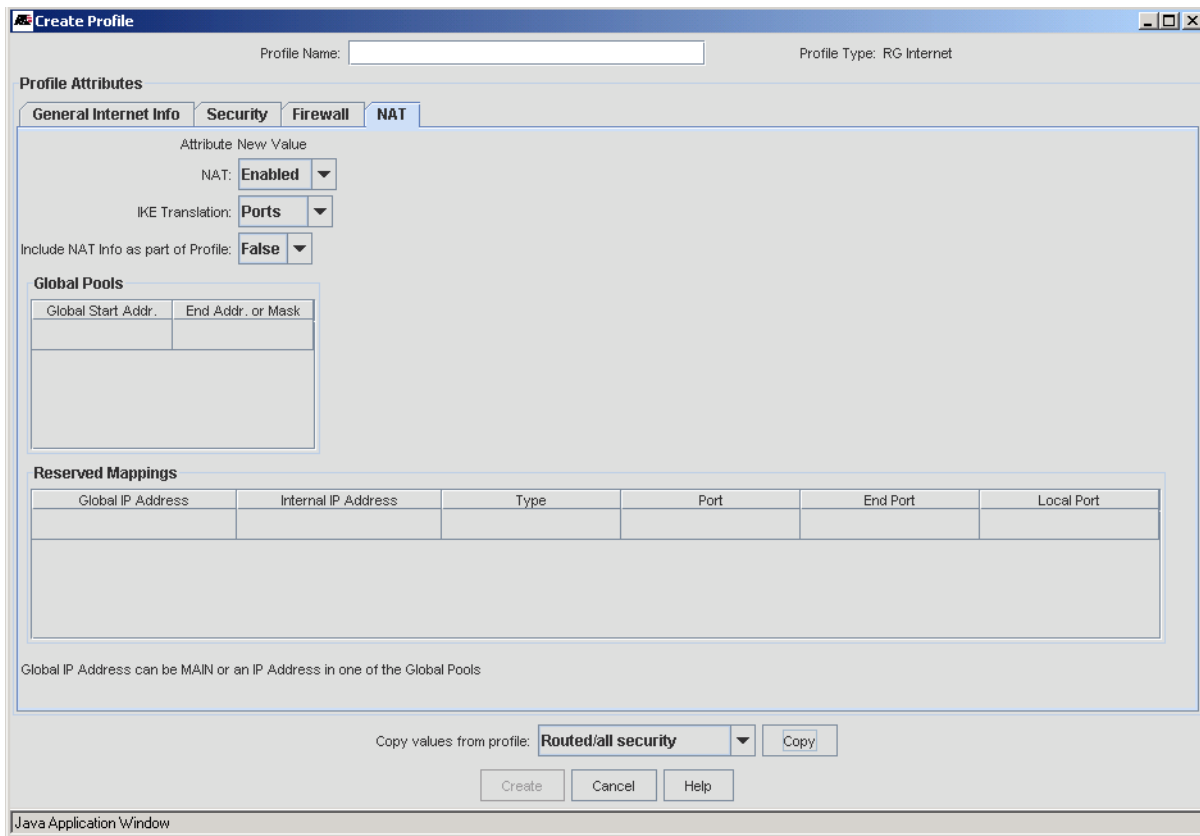 Create Profile
Profile Name: Profile Type: RG Internet
Profile Attributes
General Internet Info Security Firewall NAT
Attribute New Value
NAT: Enabled
IKE Translation: Ports
Include NAT Info as part of Profile: False
Global Pools
Global Start Addr. End Addr. or Mask
Reserved Mappings
Global IP Address Internal IP Address Type Port End Port Local Port
Global IP Address can be MAIN or an IP Address in one of the Global Pools
Copy values from profile: Routed/all security Copy
Create Cancel Help
Java Application Window